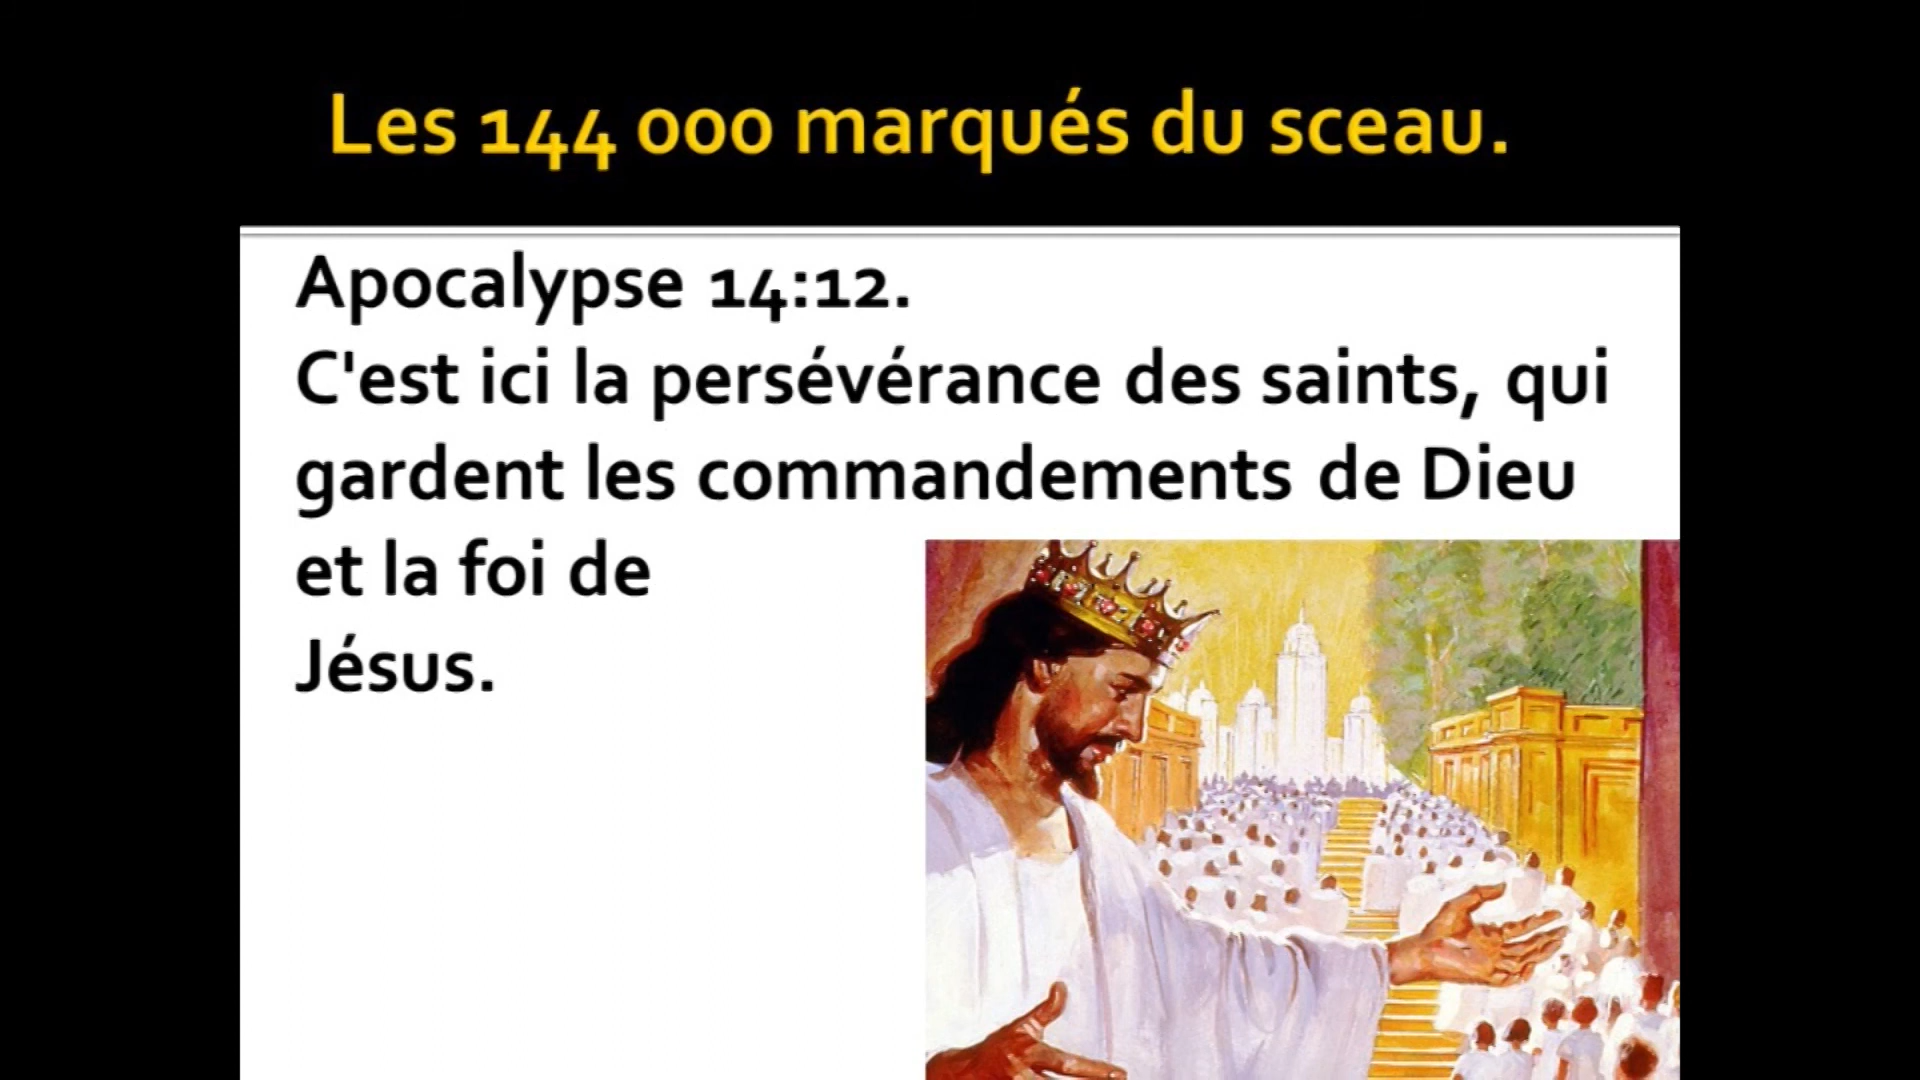 Les 144 000 marqués du sceau.
Apocalypse 14:12.
C'est ici la persévérance des saints, qui
gardent les commandements de Dieu
et la foi de
Jésus.